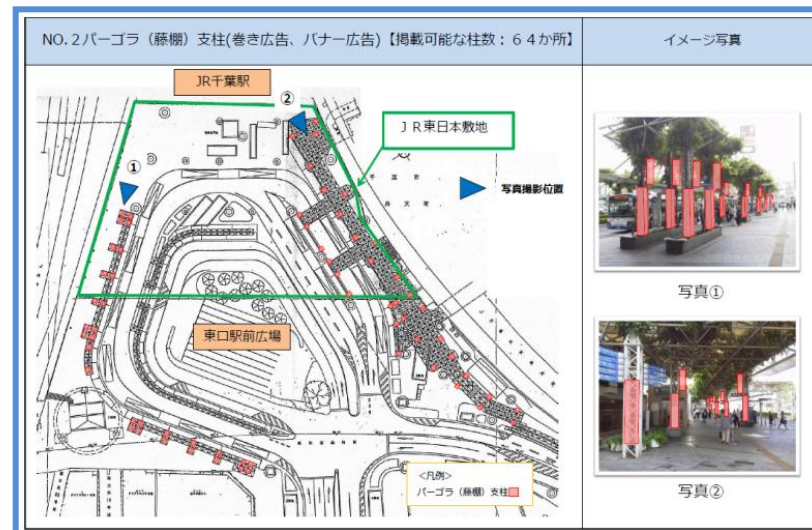 NO.2パーゴラ（藤棚）支柱(巻き広告、バナー広告)【掲載可能な柱数：６４か所】
イメージ写真
JR千葉駅
②
ＪＲ東日本敷地
①
写真撮影位置
写真①
東口駅前広場
<凡例>
パーゴラ（藤棚）支柱
写真②